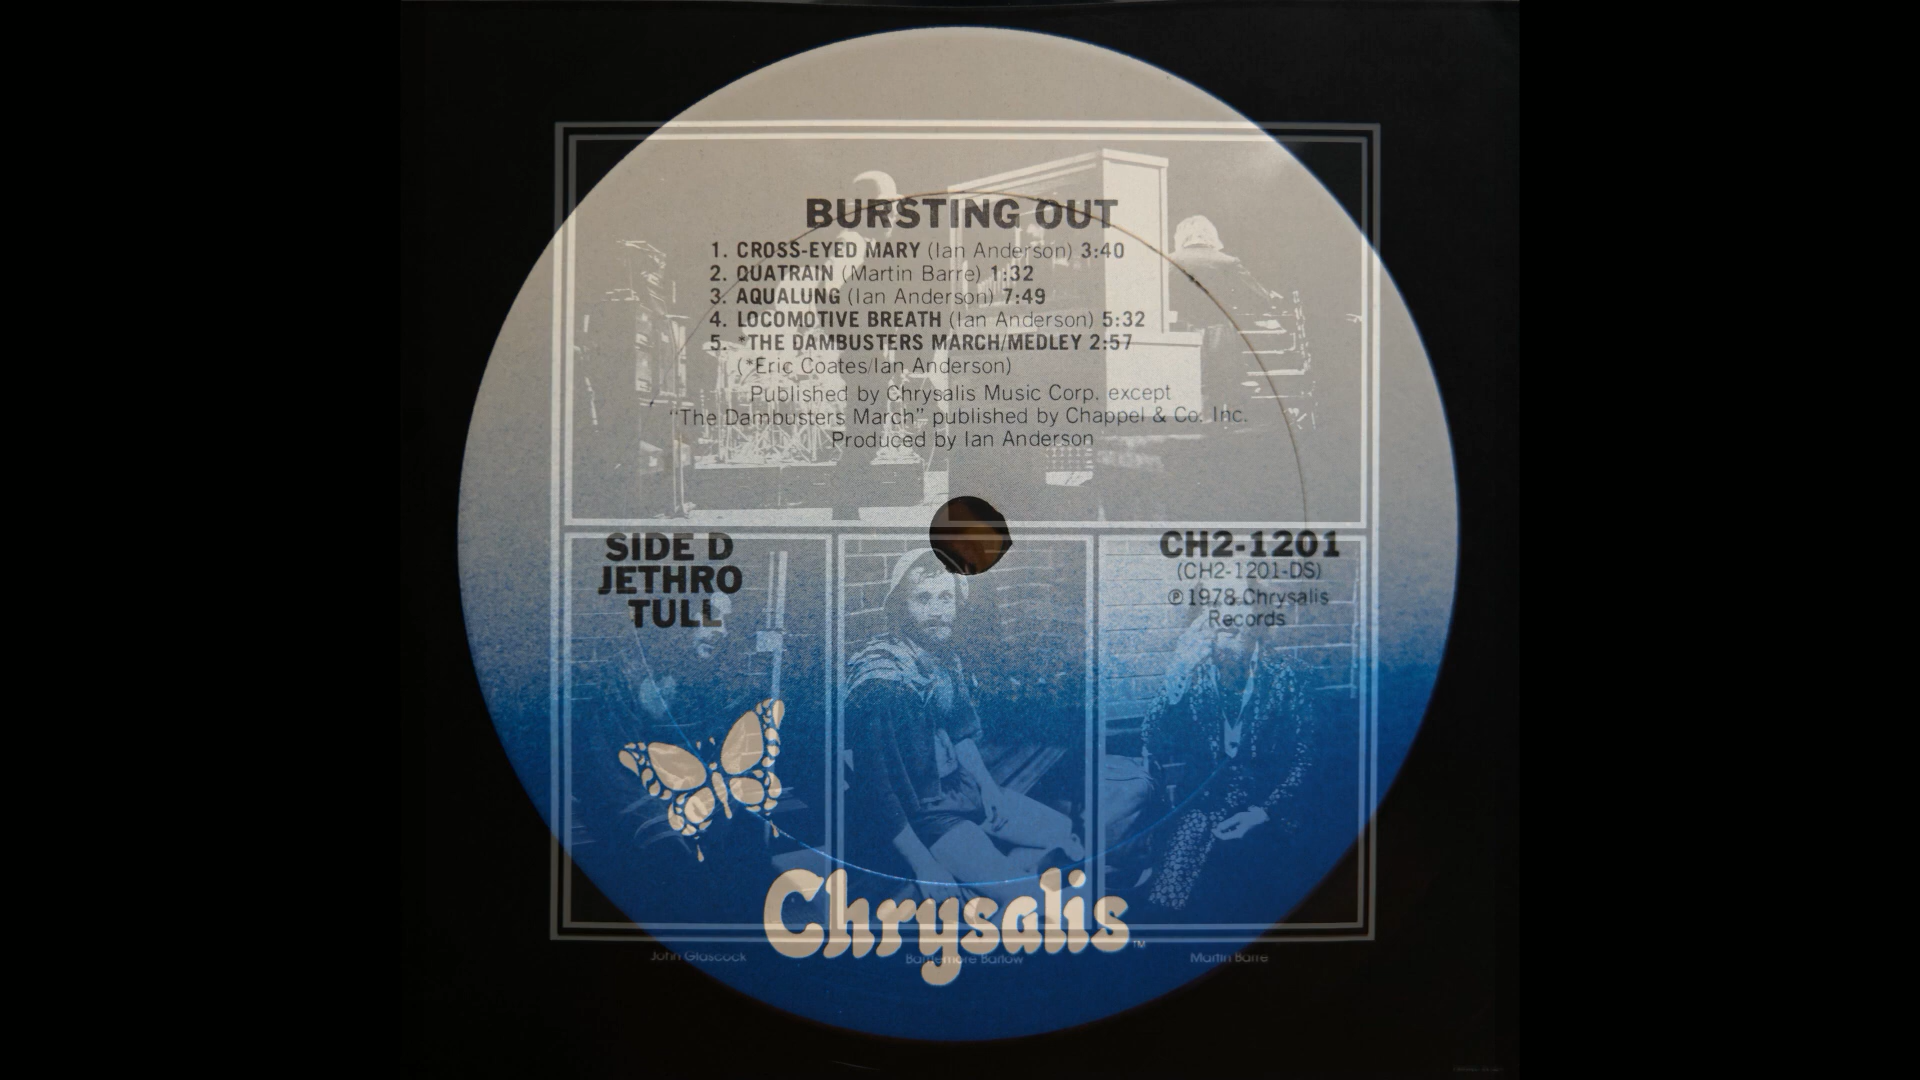 BURSTING OUT
1. CROSS-EYED MARY (Ian Anderson) 3:40
2. QUATRAIN (Martin Barre) 1:32
3. AQUALUNG (Ian Anderson) 7:49
4. LOCOMOTIVE BREATH (Ian Anderson) 5:32
5. *THE DAMBUSTERS MARCH/MEDLEY 2:57
(*Eric Coates/Ian Anderson)
Published by Chrysalis Music Corp. except
"The Dambusters March" published by Chappel & Co. Inc.
Produced by Ian Anderson
SIDE D
JETHRO
TULL
CH2-1201
(CH2-1201-DS)
℗ 1978 Chrysalis
Records
Chrysalis™
John Glascock
Barriemore Barlow
Martin Barre